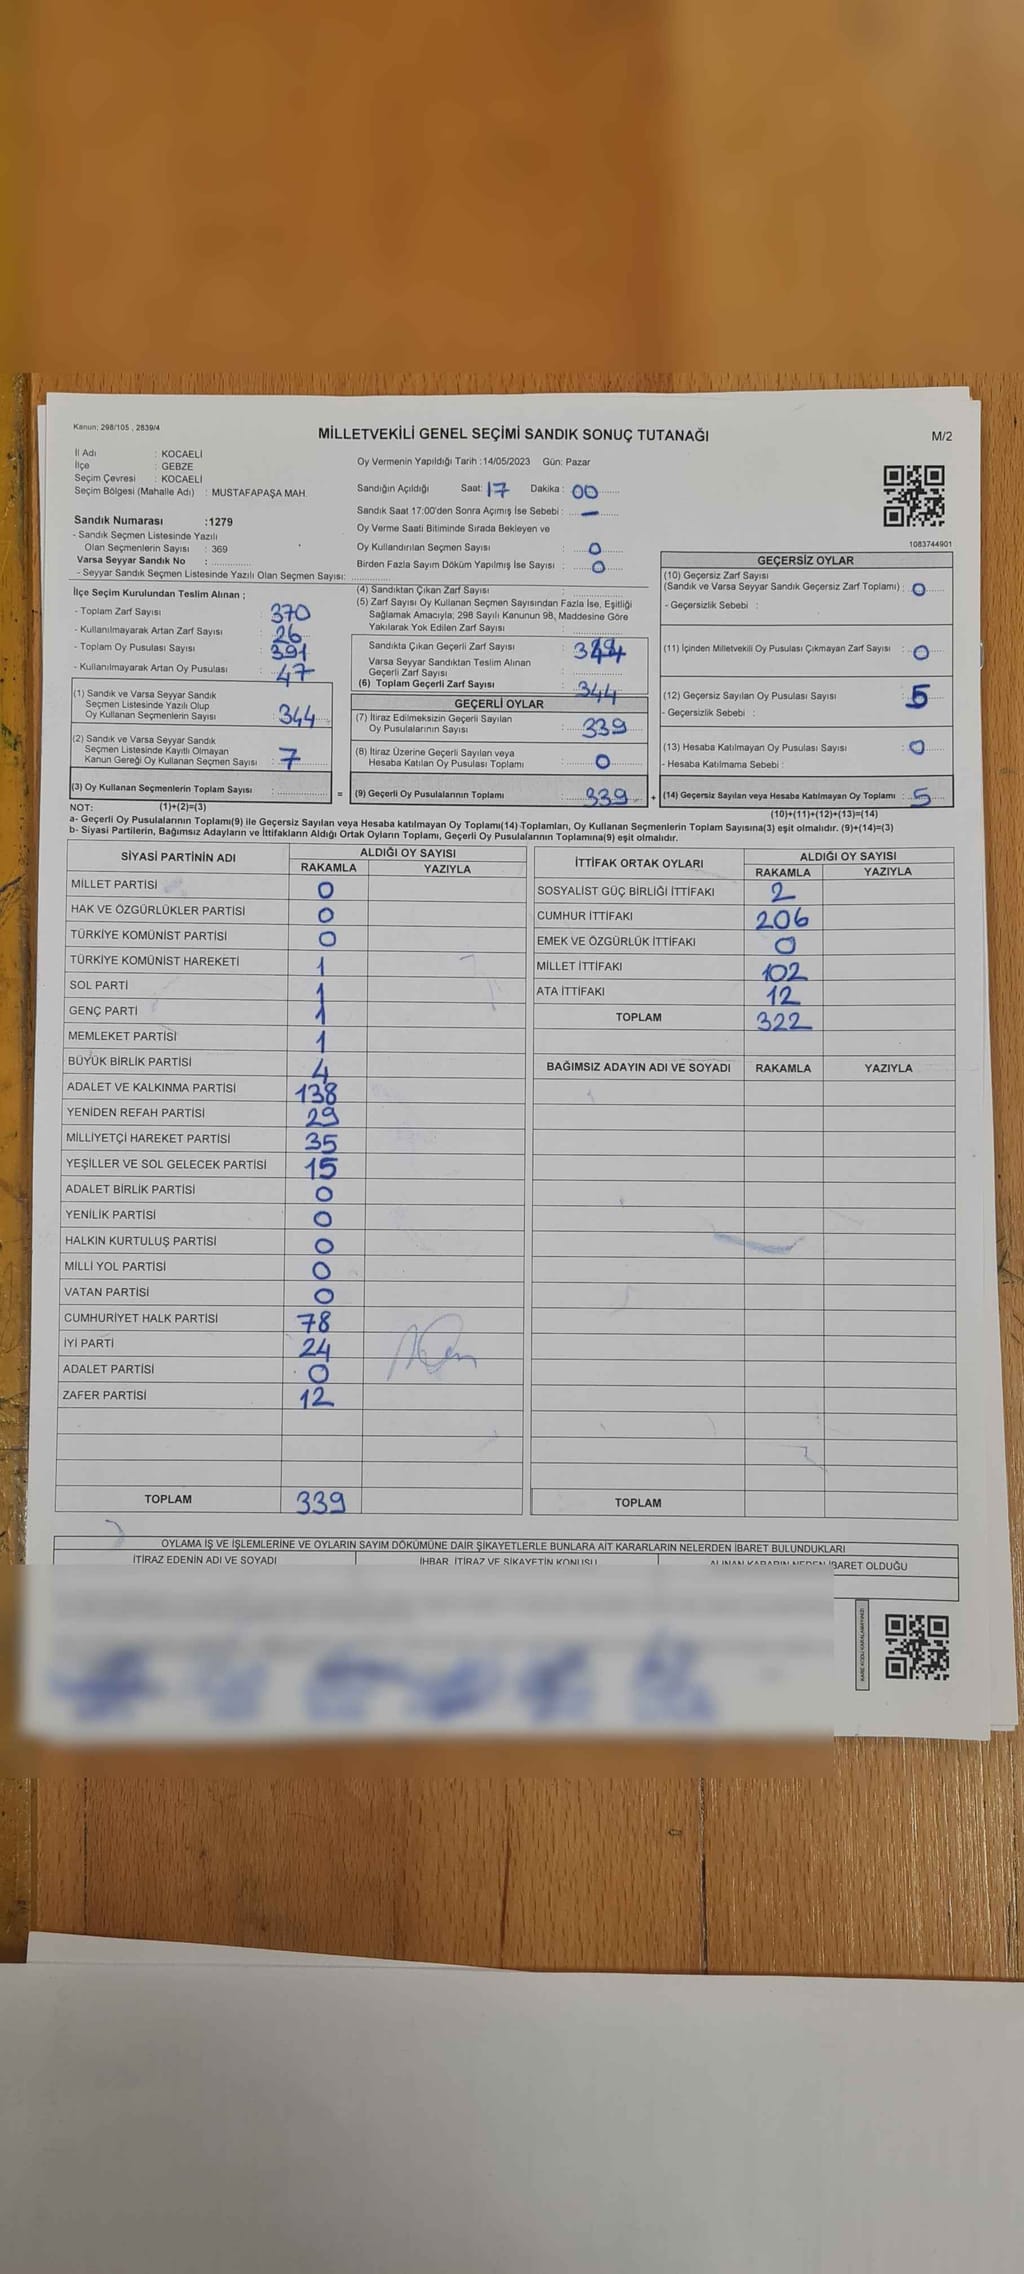 Kanun; 298/105 , 2839/4
MİLLETVEKİLİ GENEL SEÇİMİ SANDIK SONUÇ TUTANAĞI
M/2
İl Adı : KOCAELİ
İlçe : GEBZE
Seçim Çevresi : KOCAELİ
Seçim Bölgesi (Mahalle Adı) : MUSTAFAPAŞA MAH.
Sandık Numarası :1279
- Sandık Seçmen Listesinde Yazılı
Olan Seçmenlerin Sayısı : 369
Varsa Seyyar Sandık No :
- Seyyar Sandık Seçmen Listesinde Yazılı Olan Seçmen Sayısı:
Oy Vermenin Yapıldığı Tarih :14/05/2023 Gün: Pazar
Sandığın Açıldığı Saat: 17 Dakika : 00
Sandık Saat 17:00'den Sonra Açımış İse Sebebi : —
Oy Verme Saati Bitiminde Sırada Bekleyen ve
Oy Kullandırılan Seçmen Sayısı : 0
Birden Fazla Sayım Döküm Yapılmış İse Sayısı : 0
1083744901
İlçe Seçim Kurulundan Teslim Alınan ;
- Toplam Zarf Sayısı : 370
- Kullanılmayarak Artan Zarf Sayısı : 26
- Toplam Oy Pusulası Sayısı : 391
- Kullanılmayarak Artan Oy Pusulası : 47
(1) Sandık ve Varsa Seyyar Sandık
Seçmen Listesinde Yazılı Olup
Oy Kullanan Seçmenlerin Sayısı : 344
(2) Sandık ve Varsa Seyyar Sandık
Seçmen Listesinde Kayıtlı Olmayan
Kanun Gereği Oy Kullanan Seçmen Sayısı : 7
(3) Oy Kullanan Seçmenlerin Toplam Sayısı :
(4) Sandıktan Çıkan Zarf Sayısı :
(5) Zarf Sayısı Oy Kullanan Seçmen Sayısından Fazla İse, Eşitliği
Sağlamak Amacıyla; 298 Sayılı Kanunun 98. Maddesine Göre
Yakılarak Yok Edilen Zarf Sayısı :
Sandıkta Çıkan Geçerli Zarf Sayısı : 344
Varsa Seyyar Sandıktan Teslim Alınan
Geçerli Zarf Sayısı :
(6) Toplam Geçerli Zarf Sayısı : 344
GEÇERLİ OYLAR
(7) İtiraz Edilmeksizin Geçerli Sayılan
Oy Pusulalarının Sayısı : 339
(8) İtiraz Üzerine Geçerli Sayılan veya
Hesaba Katılan Oy Pusulası Toplamı : 0
= (9) Geçerli Oy Pusulalarının Toplamı : 339 +
GEÇERSİZ OYLAR
(10) Geçersiz Zarf Sayısı
(Sandık ve Varsa Seyyar Sandık Geçersiz Zarf Toplamı) : 0
- Geçersizlik Sebebi :
(11) İçinden Milletvekili Oy Pusulası Çıkmayan Zarf Sayısı : 0
(12) Geçersiz Sayılan Oy Pusulası Sayısı : 5
- Geçersizlik Sebebi :
(13) Hesaba Katılmayan Oy Pusulası Sayısı : 0
- Hesaba Katılmama Sebebi :
(14) Geçersiz Sayılan veya Hesaba Katılmayan Oy Toplamı : 5
NOT: (1)+(2)=(3)
(10)+(11)+(12)+(13)=(14)
a- Geçerli Oy Pusulalarının Toplamı(9) ile Geçersiz Sayılan veya Hesaba katılmayan Oy Toplamı(14) Toplamları, Oy Kullanan Seçmenlerin Toplam Sayısına(3) eşit olmalıdır. (9)+(14)=(3)
b- Siyasi Partilerin, Bağımsız Adayların ve İttifakların Aldığı Ortak Oyların Toplamı, Geçerli Oy Pusulalarının Toplamına(9) eşit olmalıdır.
SİYASİ PARTİNİN ADI ALDIĞI OY SAYISI
RAKAMLA YAZIYLA
MİLLET PARTİSİ 0
HAK VE ÖZGÜRLÜKLER PARTİSİ 0
TÜRKİYE KOMÜNİST PARTİSİ 0
TÜRKİYE KOMÜNİST HAREKETİ 1
SOL PARTİ 1
GENÇ PARTİ 1
MEMLEKET PARTİSİ 1
BÜYÜK BİRLİK PARTİSİ 4
ADALET VE KALKINMA PARTİSİ 138
YENİDEN REFAH PARTİSİ 29
MİLLİYETÇİ HAREKET PARTİSİ 35
YEŞİLLER VE SOL GELECEK PARTİSİ 15
ADALET BİRLİK PARTİSİ 0
YENİLİK PARTİSİ 0
HALKIN KURTULUŞ PARTİSİ 0
MİLLİ YOL PARTİSİ 0
VATAN PARTİSİ 0
CUMHURİYET HALK PARTİSİ 78
İYİ PARTİ 24
ADALET PARTİSİ 0
ZAFER PARTİSİ 12
TOPLAM 339
İTTİFAK ORTAK OYLARI ALDIĞI OY SAYISI
RAKAMLA YAZIYLA
SOSYALİST GÜÇ BİRLİĞİ İTTİFAKI 2
CUMHUR İTTİFAKI 206
EMEK VE ÖZGÜRLÜK İTTİFAKI 0
MİLLET İTTİFAKI 102
ATA İTTİFAKI 12
TOPLAM 322
BAĞIMSIZ ADAYIN ADI VE SOYADI RAKAMLA YAZIYLA
TOPLAM
OYLAMA İŞ VE İŞLEMLERİNE VE OYLARIN SAYIM DÖKÜMÜNE DAİR ŞİKAYETLERLE BUNLARA AİT KARARLARIN NELERDEN İBARET BULUNDUKLARI
İTİRAZ EDENİN ADI VE SOYADI İHBAR, İTİRAZ VE ŞİKAYETİN KONUSU ALINAN KARARIN NEDEN İBARET OLDUĞU